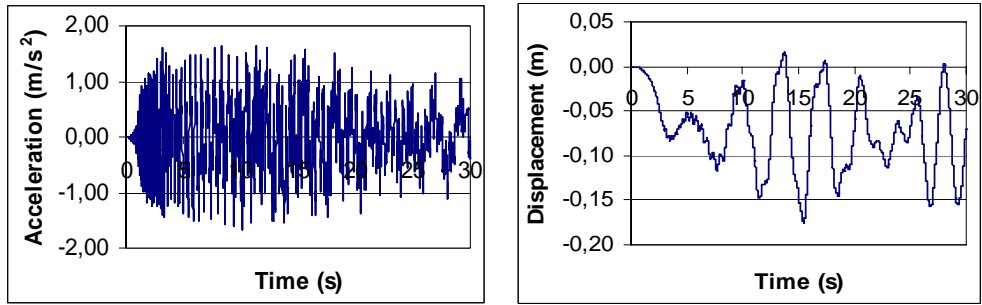 Acceleration (m/s²)
2,00
1,00
0,00
-1,00
-2,00
0 5 10 15 20 25 30
Time (s)
Displacement (m)
0,05
0,00
-0,05
-0,10
-0,15
-0,20
0 5 10 15 20 25 30
Time (s)